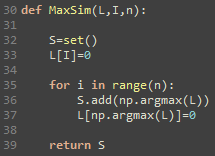 30 def MaxSim(L,I,n):
31
32     S=set()
33     L[I]=0
34
35     for i in range(n):
36         S.add(np.argmax(L))
37         L[np.argmax(L)]=0
38
39     return S